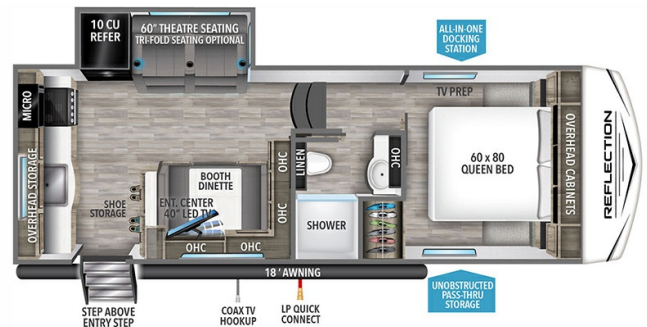 10 CU
REFER
60" THEATRE SEATING
TRI-FOLD SEATING OPTIONAL
ALL-IN-ONE
DOCKING
STATION
MICRO
OVERHEAD STORAGE
SHOE
STORAGE
BOOTH
DINETTE
ENT. CENTER
40" LED TV
OHC
OHC
OHC
OHC
LINEN
OHC
SHOWER
TV PREP
60 x 80
QUEEN BED
OVERHEAD CABINETS
REFLECTION
18' AWNING
STEP ABOVE
ENTRY STEP
COAX TV
HOOKUP
LP QUICK
CONNECT
UNOBSTRUCTED
PASS-THRU
STORAGE